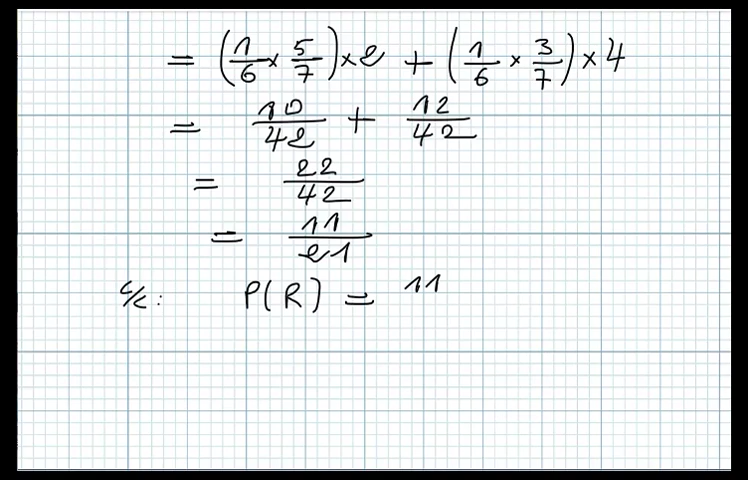 = (1/6 × 5/7) × 2 + (1/6 × 3/7) × 4
= 10/42 + 12/42
= 22/42
= 11/21
c/c: P(R) = 11